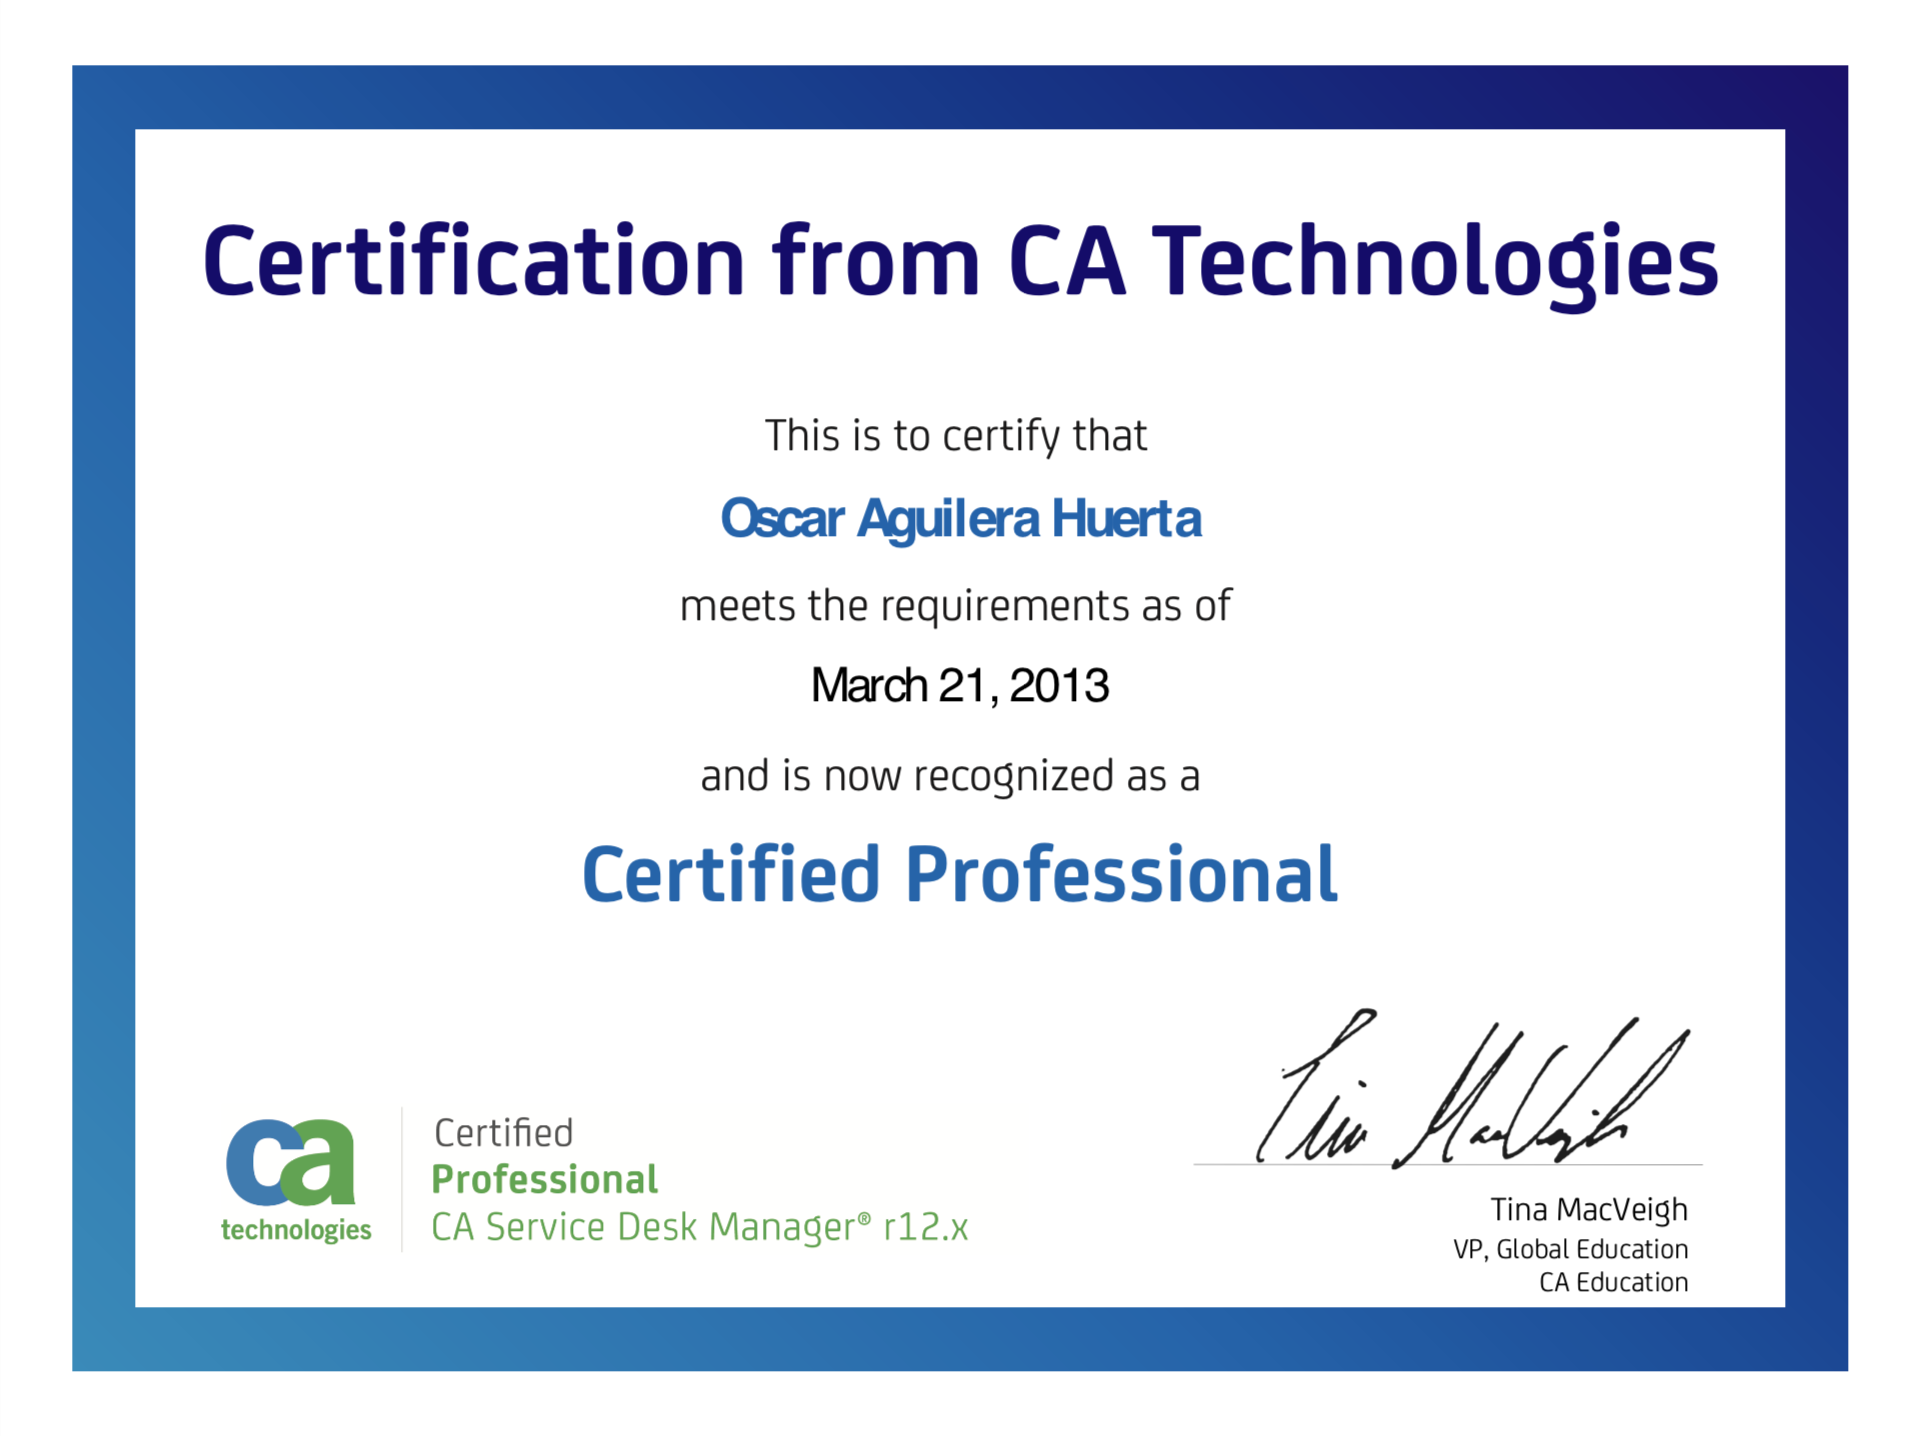 Certification from CA Technologies
This is to certify that
Oscar Aguilera Huerta
meets the requirements as of
March 21, 2013
and is now recognized as a
Certified Professional
ca
technologies
Certified
Professional
CA Service Desk Manager® r12.x
Tina MacVeigh
Tina MacVeigh
VP, Global Education
CA Education